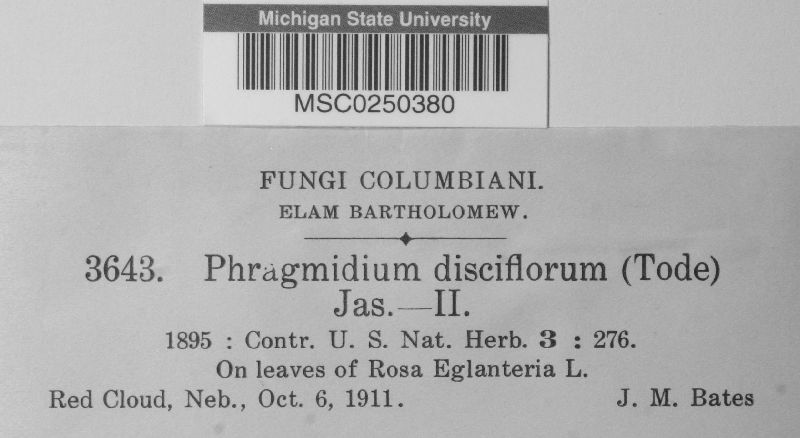 Michigan State University
MSC0250380
FUNGI COLUMBIANI.
ELAM BARTHOLOMEW.
3643. Phragmidium disciflorum (Tode)
Jas.—II.
1895 : Contr. U. S. Nat. Herb. 3 : 276.
On leaves of Rosa Eglanteria L.
Red Cloud, Neb., Oct. 6, 1911. J. M. Bates